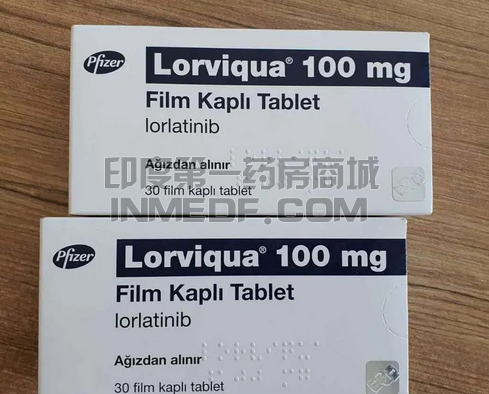 Pfizer
Lorviqua® 100 mg
Film Kaplı Tablet
lorlatinib
Ağızdan alınır
30 film kaplı tablet
印度第一药房商城
INMEDF.COM
Pfizer
Lorviqua® 100 mg
Film Kaplı Tablet
lorlatinib
Ağızdan alınır
30 film kaplı tablet